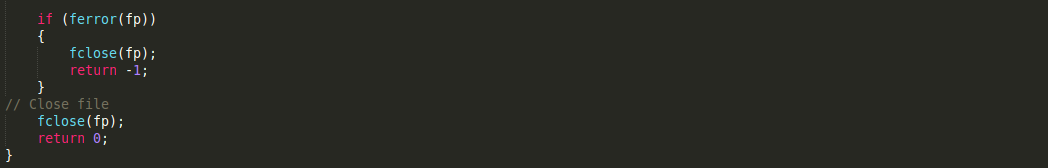 if (ferror(fp))
    {
        fclose(fp);
        return -1;
    }
// Close file
    fclose(fp);
    return 0;
}